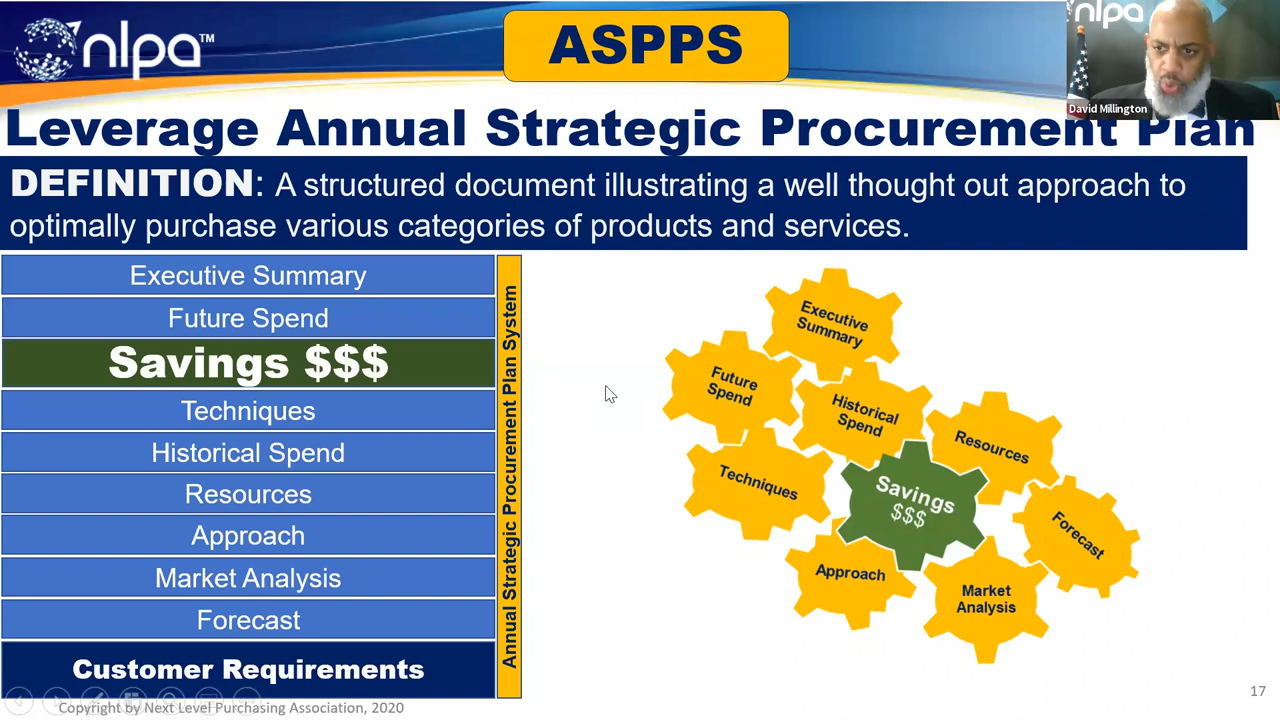 nlpa™
ASPPS
nlpa
David Millington
Leverage Annual Strategic Procurement Plan
DEFINITION: A structured document illustrating a well thought out approach to
optimally purchase various categories of products and services.
Executive Summary
Future Spend
Savings $$$
Techniques
Historical Spend
Resources
Approach
Market Analysis
Forecast
Customer Requirements
Annual Strategic Procurement Plan System
Executive
Summary
Future
Spend
Historical
Spend
Resources
Techniques
Savings
$$$
Forecast
Approach
Market
Analysis
17
Copyright by Next Level Purchasing Association, 2020